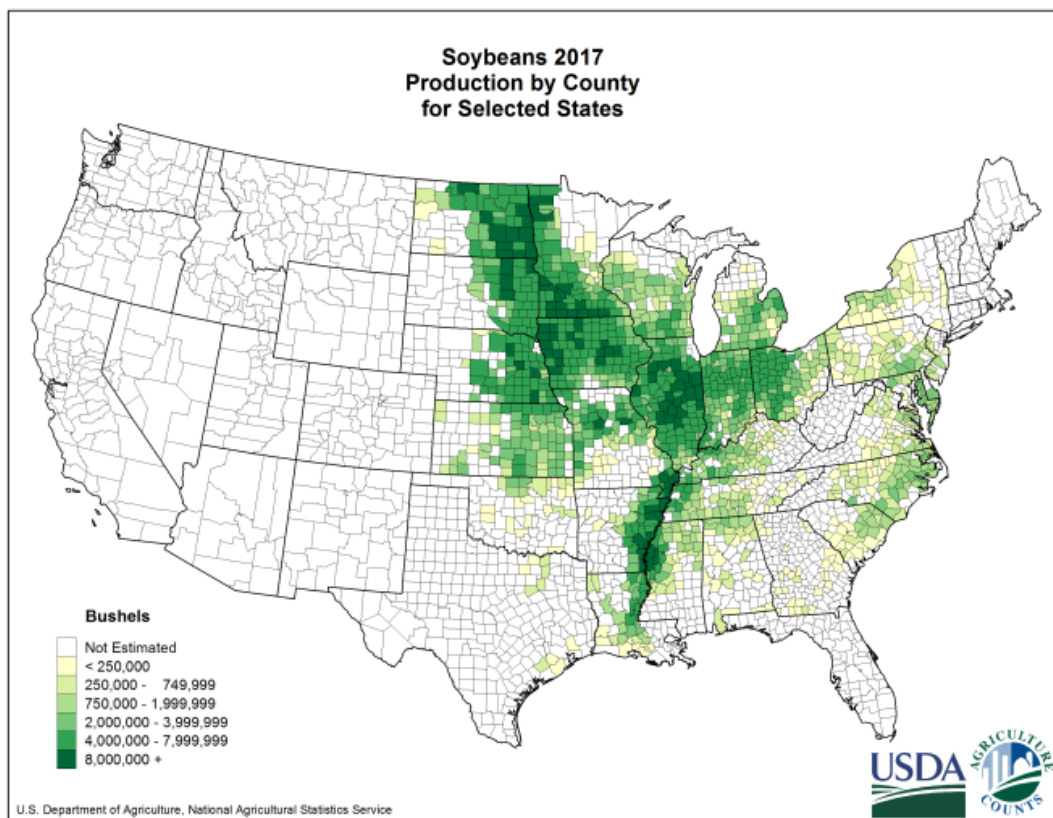 Soybeans 2017
Production by County
for Selected States
Bushels
Not Estimated
< 250,000
250,000 - 749,999
750,000 - 1,999,999
2,000,000 - 3,999,999
4,000,000 - 7,999,999
8,000,000 +
U.S. Department of Agriculture, National Agricultural Statistics Service
USDA
AGRICULTURE
COUNTS